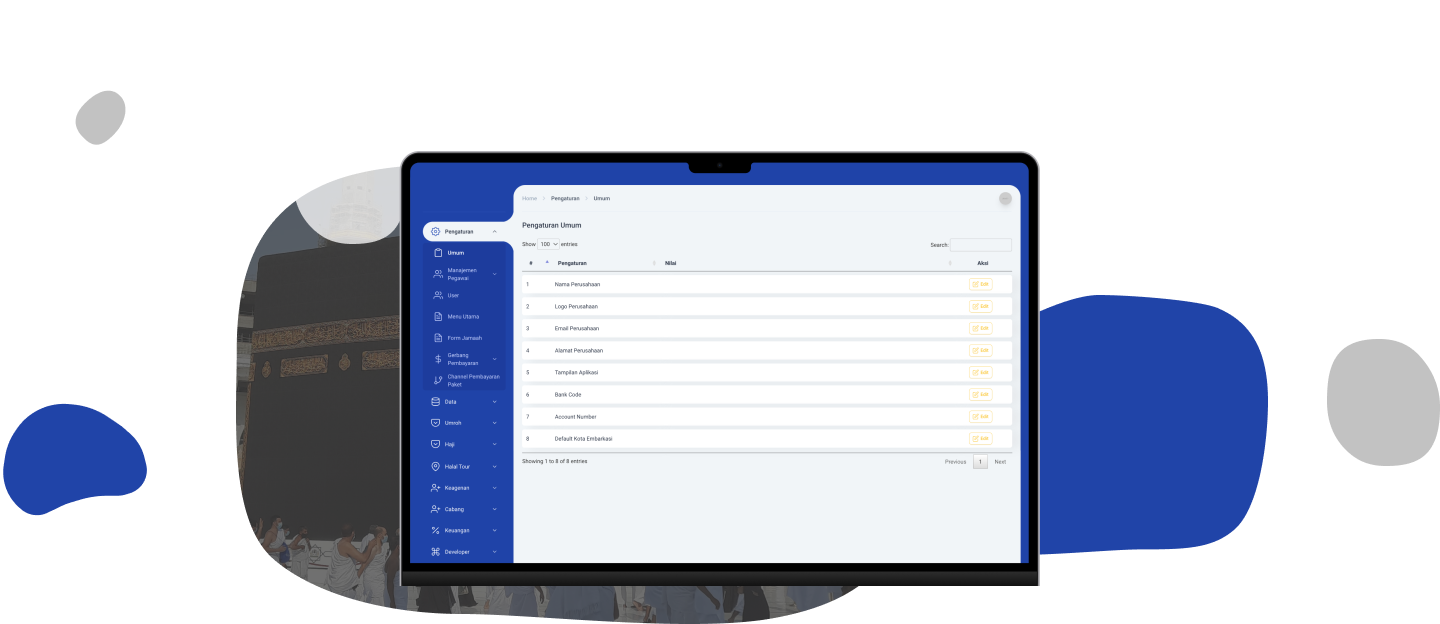 Home > Pengaturan > Umum
Pengaturan Umum
Show 100 entries
Search:
# Pengaturan Nilai Aksi
1 Nama Perusahaan Edit
2 Logo Perusahaan Edit
3 Email Perusahaan Edit
4 Alamat Perusahaan Edit
5 Tampilan Aplikasi Edit
6 Bank Code Edit
7 Account Number Edit
8 Default Kota Embarkasi Edit
Showing 1 to 8 of 8 entries
Previous 1 Next
Pengaturan
Umum
Manajemen
Pegawai
User
Menu Utama
Form Jamaah
Gerbang
Pembayaran
Channel Pembayaran
Paket
Data
Umroh
Haji
Halal Tour
Keagenan
Cabang
Keuangan
Developer